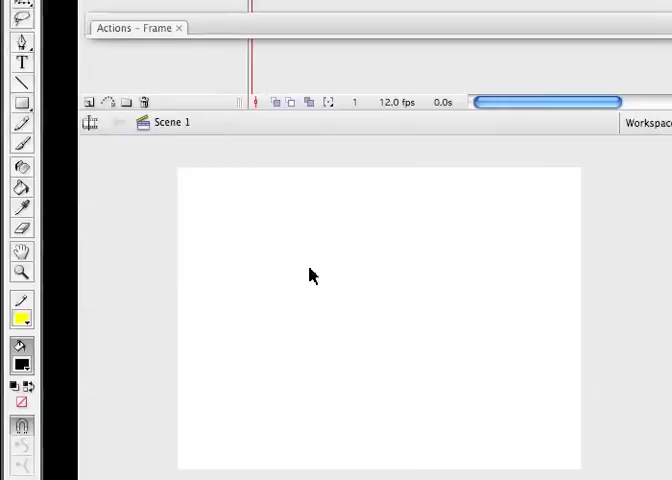 Actions - Frame ×
T
1 12.0 fps 0.0s
Scene 1
Workspac